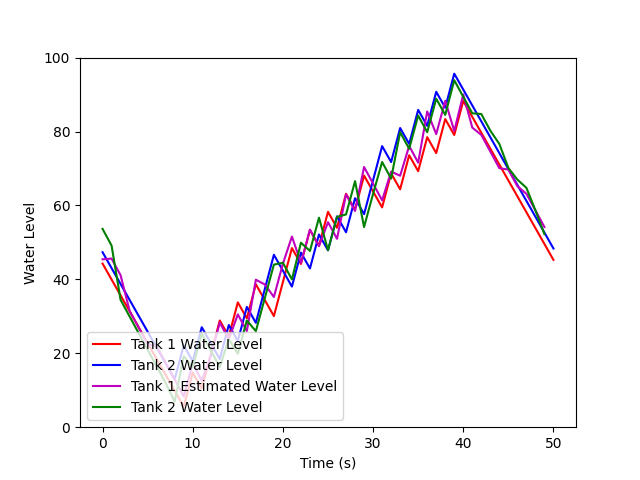 100
80
60
40
20
0
Water Level
Tank 1 Water Level
Tank 2 Water Level
Tank 1 Estimated Water Level
Tank 2 Water Level
0 10 20 30 40 50
Time (s)